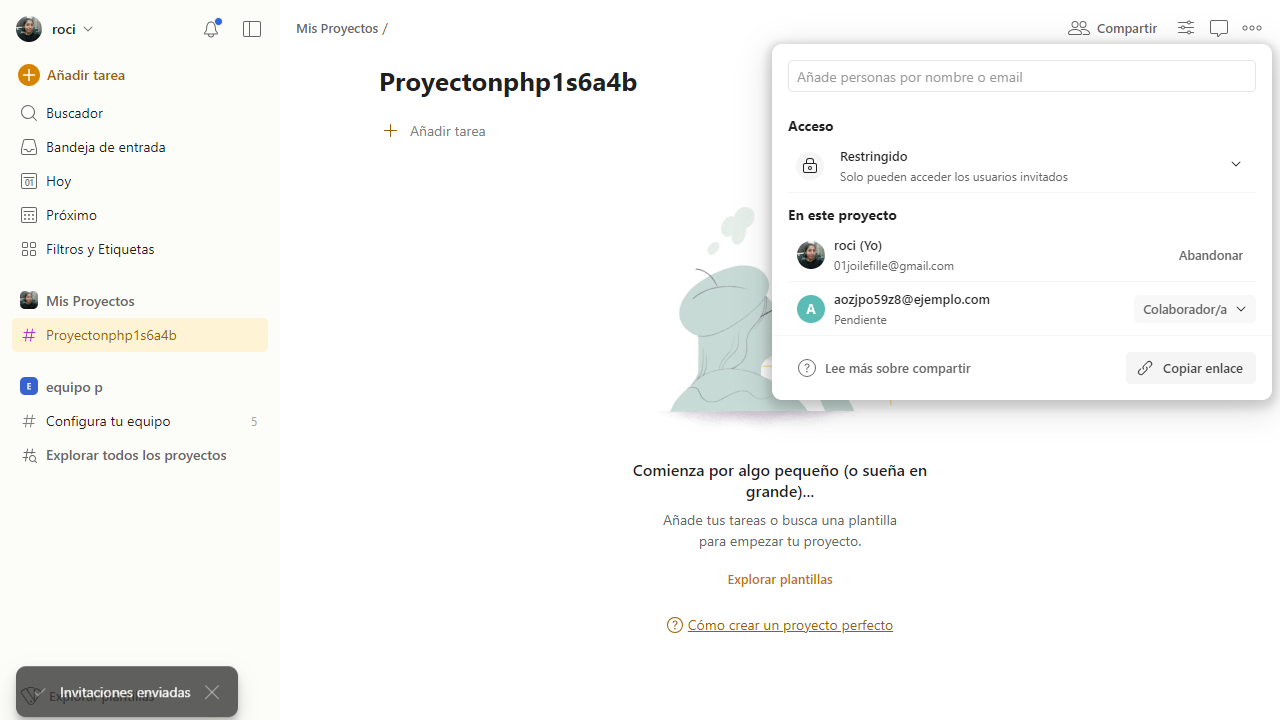 roci
Añadir tarea
Buscador
Bandeja de entrada
01
Hoy
Próximo
Filtros y Etiquetas
Mis Proyectos
Proyectonphp1s6a4b
E
equipo p
Configura tu equipo
5
Explorar todos los proyectos
Explorar plantillas
Invitaciones enviadas
Mis Proyectos /
Compartir
Proyectonphp1s6a4b
Añadir tarea
Comienza por algo pequeño (o sueña en
grande)...
Añade tus tareas o busca una plantilla
para empezar tu proyecto.
Explorar plantillas
Cómo crear un proyecto perfecto
Añade personas por nombre o email
Acceso
Restringido
Solo pueden acceder los usuarios invitados
En este proyecto
roci (Yo)
01joilefille@gmail.com
Abandonar
A
aozjpo59z8@ejemplo.com
Pendiente
Colaborador/a
Lee más sobre compartir
Copiar enlace